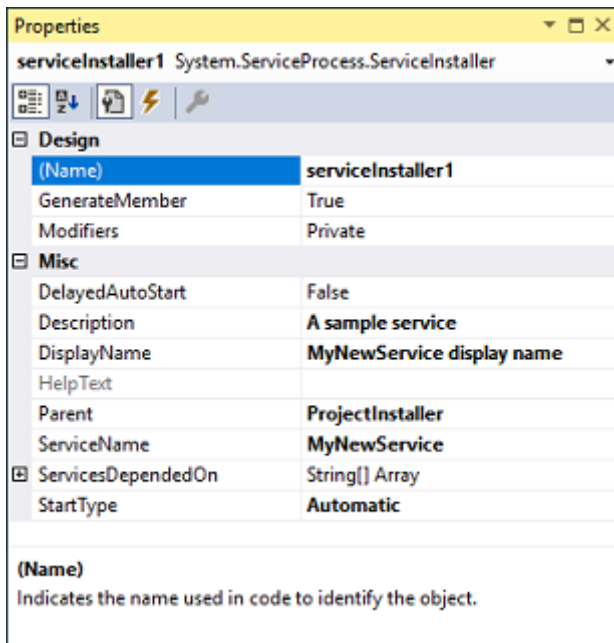 Properties
serviceInstaller1 System.ServiceProcess.ServiceInstaller
Design
(Name) serviceInstaller1
GenerateMember True
Modifiers Private
Misc
DelayedAutoStart False
Description A sample service
DisplayName MyNewService display name
HelpText
Parent ProjectInstaller
ServiceName MyNewService
ServicesDependedOn String[] Array
StartType Automatic
(Name)
Indicates the name used in code to identify the object.